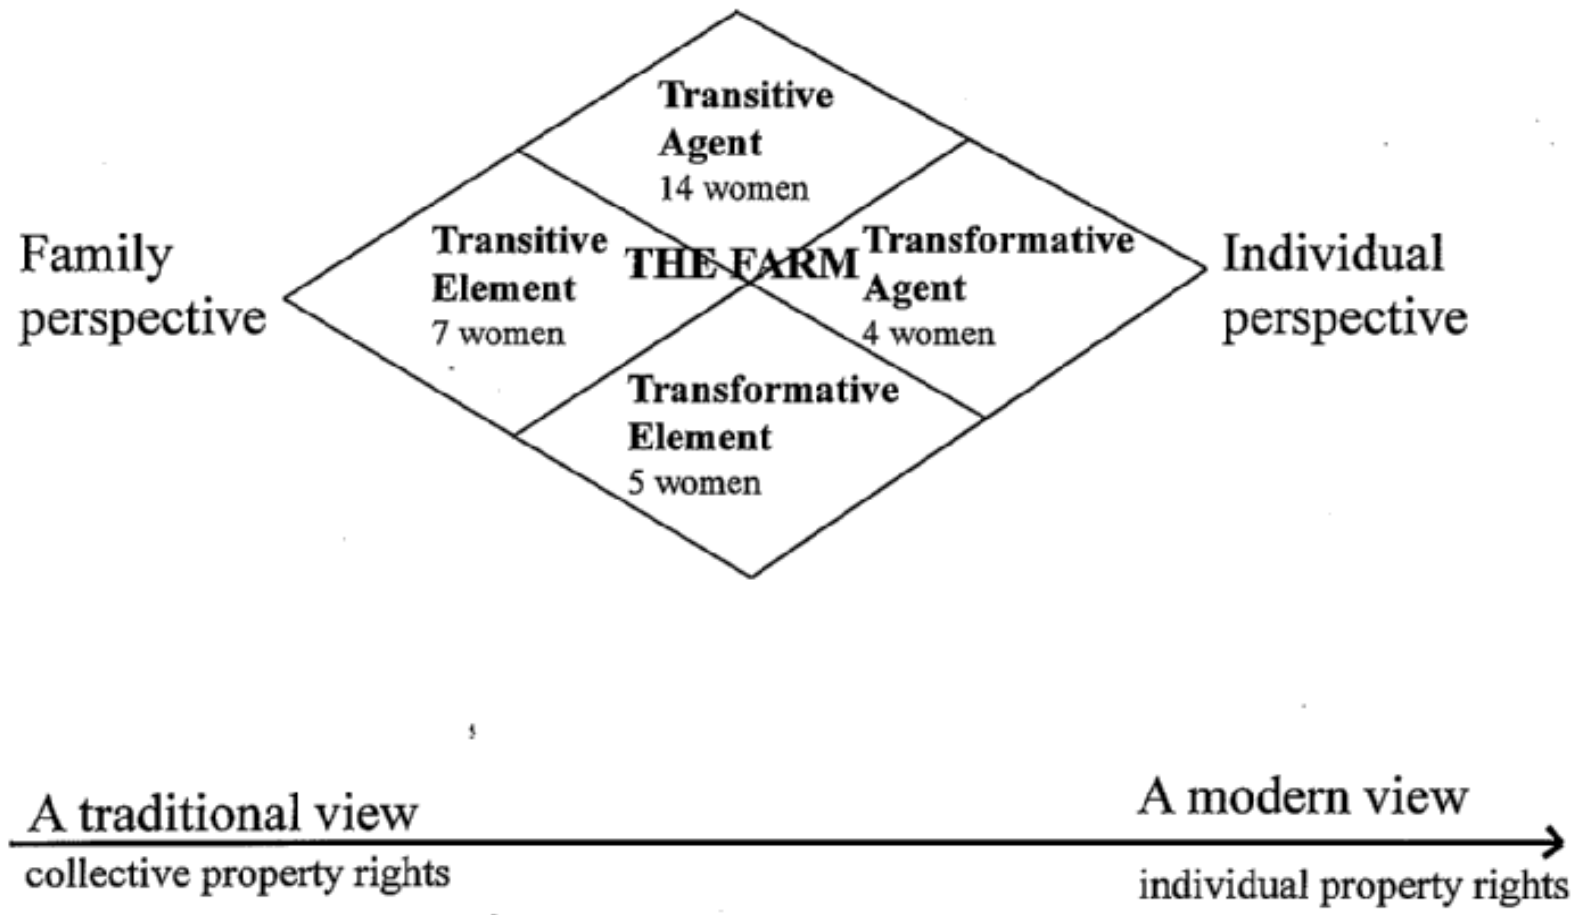 Transitive
Agent
14 women
Family
perspective
Transitive
Element
7 women
THE FARM
Transformative
Agent
4 women
Individual
perspective
Transformative
Element
5 women
A traditional view
collective property rights
A modern view
individual property rights